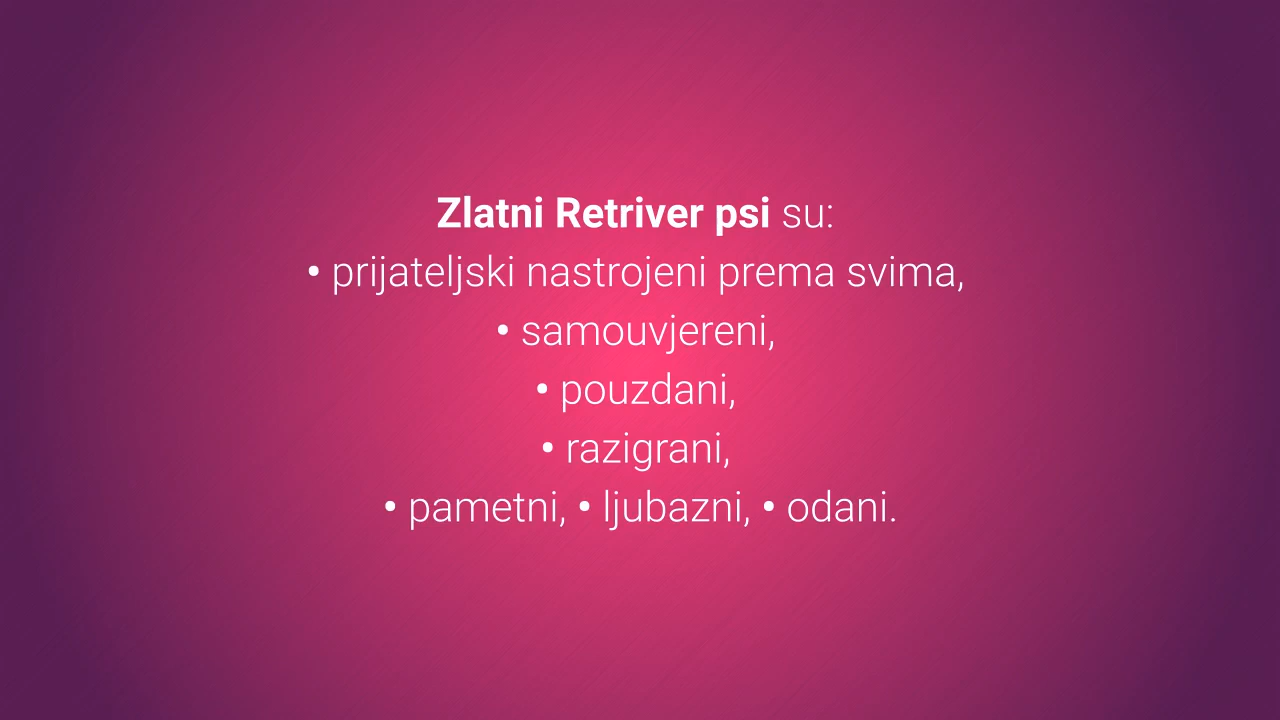 Zlatni Retriver psi su:
• prijateljski nastrojeni prema svima,
• samouvjereni,
• pouzdani,
• razigrani,
• pametni, • ljubazni, • odani.